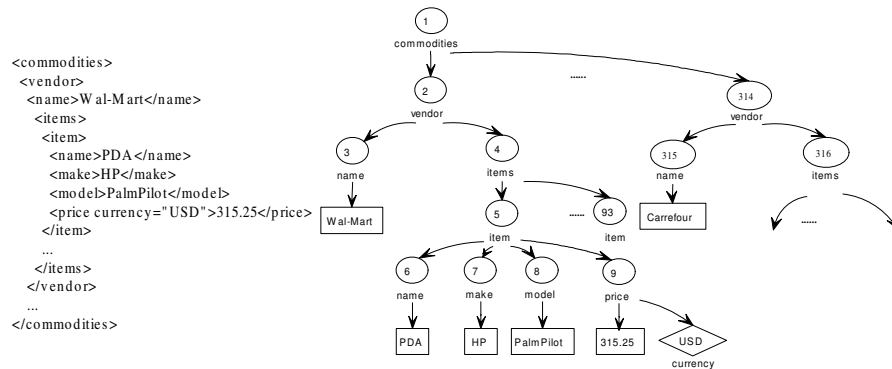 <commodities>
<vendor>
<name>Wal-Mart</name>
<items>
<item>
<name>PDA</name>
<make>HP</make>
<model>PalmPilot</model>
<price currency="USD">315.25</price>
</item>
...
</items>
</vendor>
...
</commodities>
1
commodities
......
2
vendor
314
vendor
3
name
4
items
315
name
316
items
Wal-Mart
5
item
......
93
item
Carrefour
......
6
name
7
make
8
model
9
price
PDA
HP
PalmPilot
315.25
USD
currency